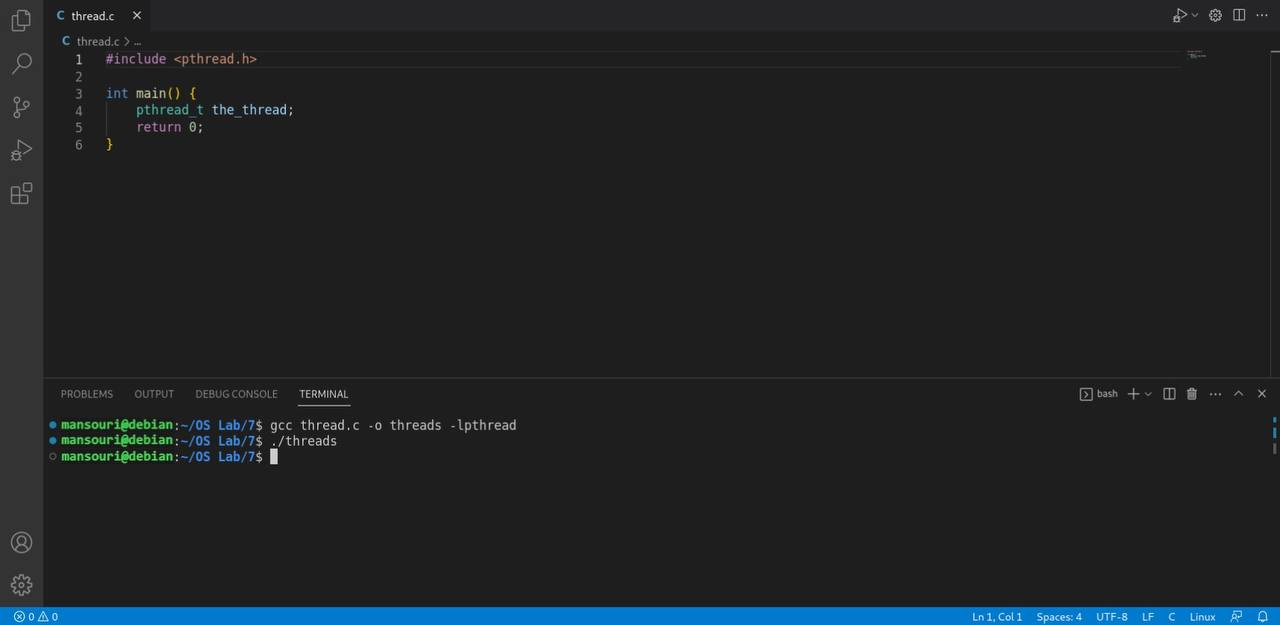 C thread.c
C thread.c > ...
1 #include <pthread.h>
2
3 int main() {
4     pthread_t the_thread;
5     return 0;
6 }
PROBLEMS OUTPUT DEBUG CONSOLE TERMINAL bash
mansouri@debian:~/OS Lab/7$ gcc thread.c -o threads -lpthread
mansouri@debian:~/OS Lab/7$ ./threads
mansouri@debian:~/OS Lab/7$
0 0 Ln 1, Col 1 Spaces: 4 UTF-8 LF C Linux